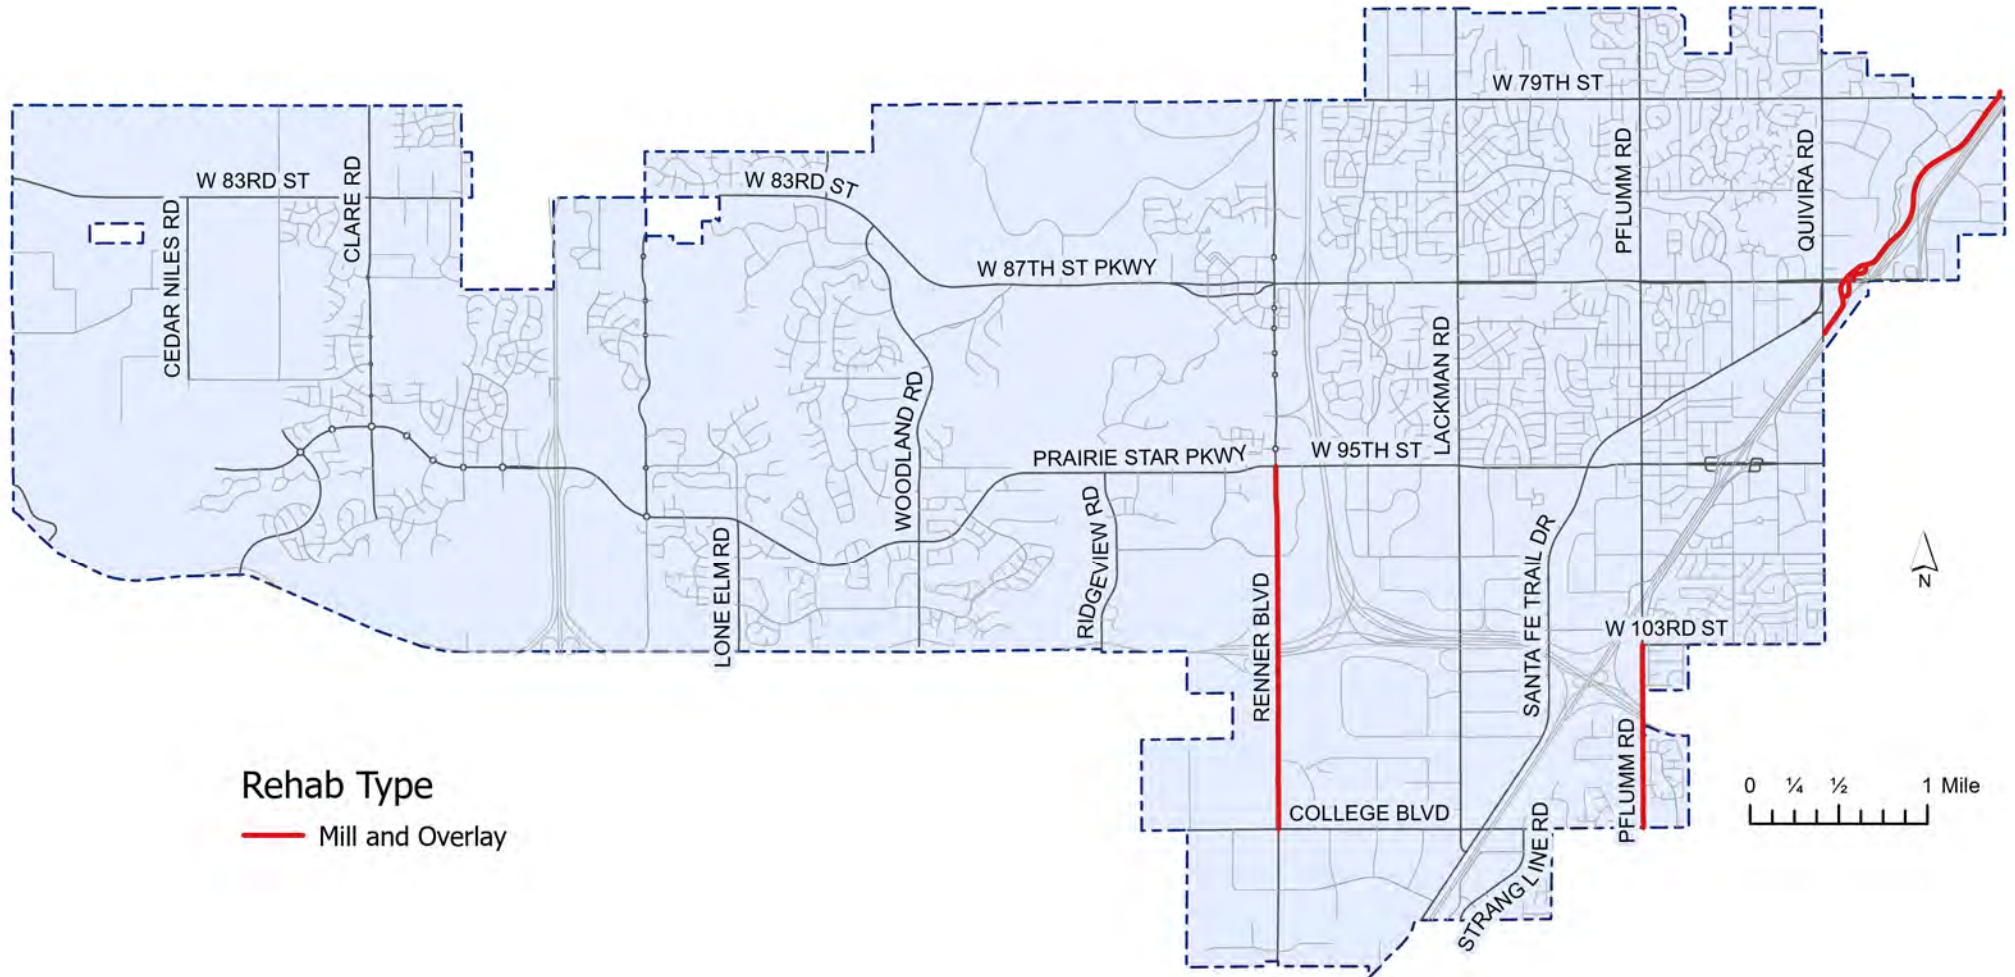 W 79TH ST
W 83RD ST
CLARE RD
CEDAR NILES RD
W 83RD ST
PFLUMM RD
QUIVIRA RD
W 87TH ST PKWY
LACKMAN RD
WOODLAND RD
PRAIRIE STAR PKWY
W 95TH ST
RIDGEVIEW RD
LONE ELM RD
SANTA FE TRAIL DR
RENNER BLVD
W 103RD ST
N
PFLUMM RD
COLLEGE BLVD
STRANG LINE RD
0 ¼ ½ 1 Mile
Rehab Type
Mill and Overlay